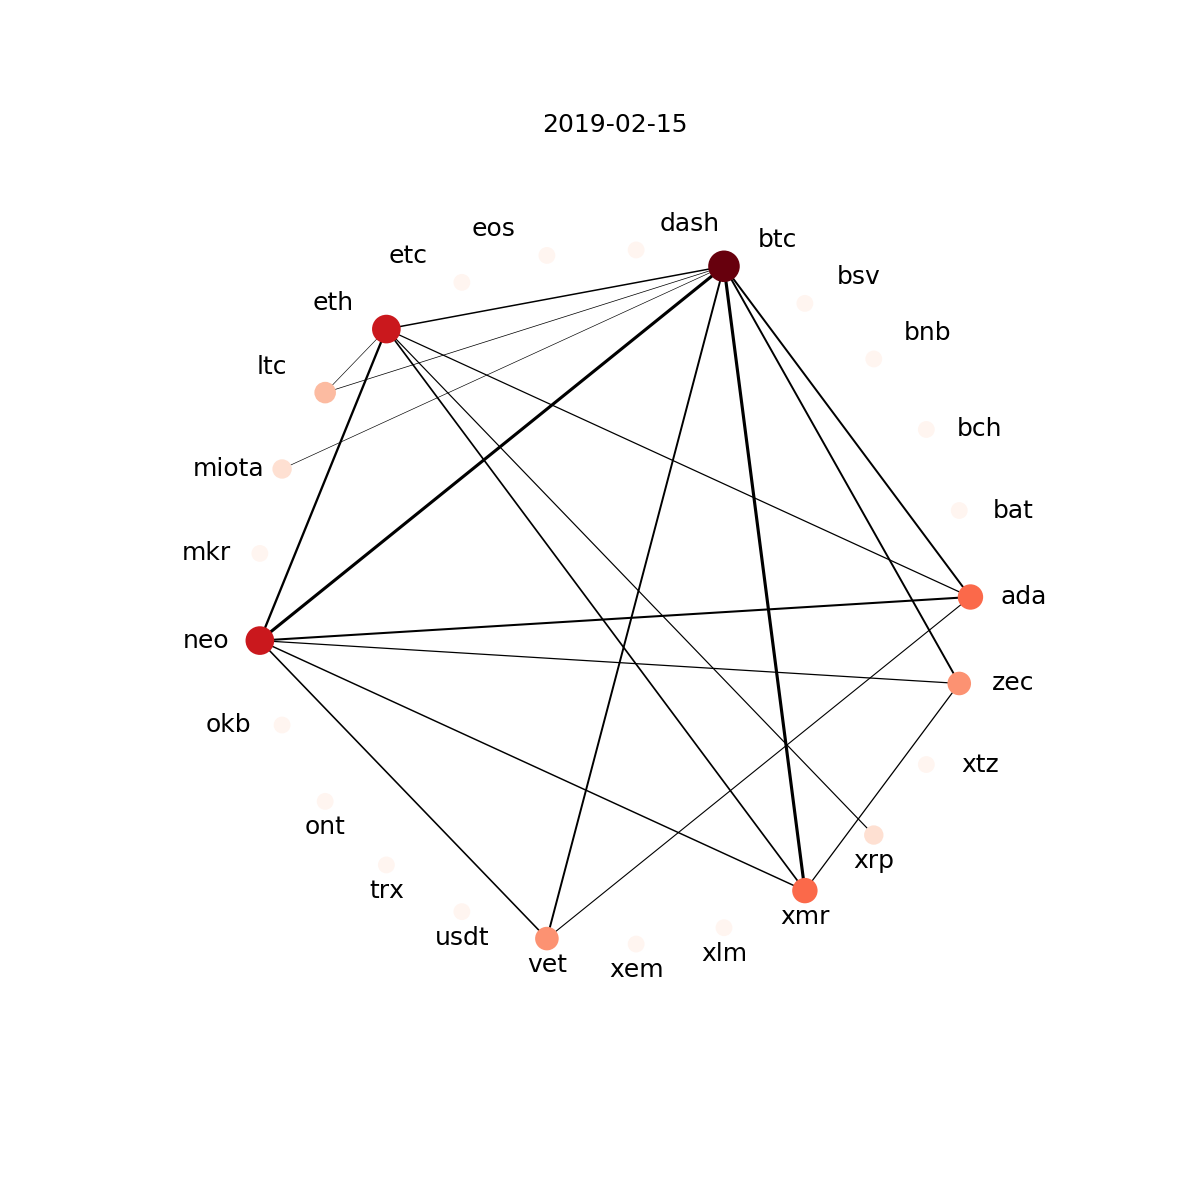 2019-02-15
dash
eos
btc
etc
bsv
eth
bnb
ltc
bch
miota
bat
mkr
ada
neo
zec
okb
xtz
ont
xrp
trx
xmr
usdt
xlm
vet
xem